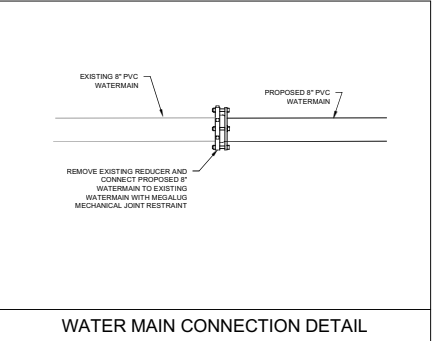 EXISTING 8" PVC
WATERMAIN
PROPOSED 8" PVC
WATERMAIN
REMOVE EXISTING REDUCER AND
CONNECT PROPOSED 8"
WATERMAIN TO EXISTING
WATERMAIN WITH MEGALUG
MECHANICAL JOINT RESTRAINT
WATER MAIN CONNECTION DETAIL